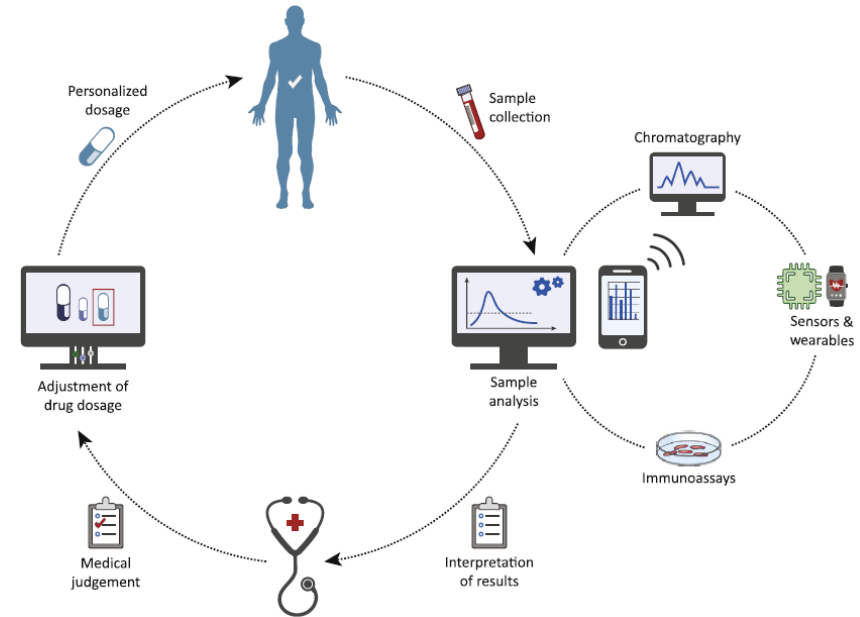 Personalized
dosage
Sample
collection
Chromatography
Sensors &
wearables
Sample
analysis
Adjustment of
drug dosage
Immunoassays
Medical
judgement
Interpretation
of results